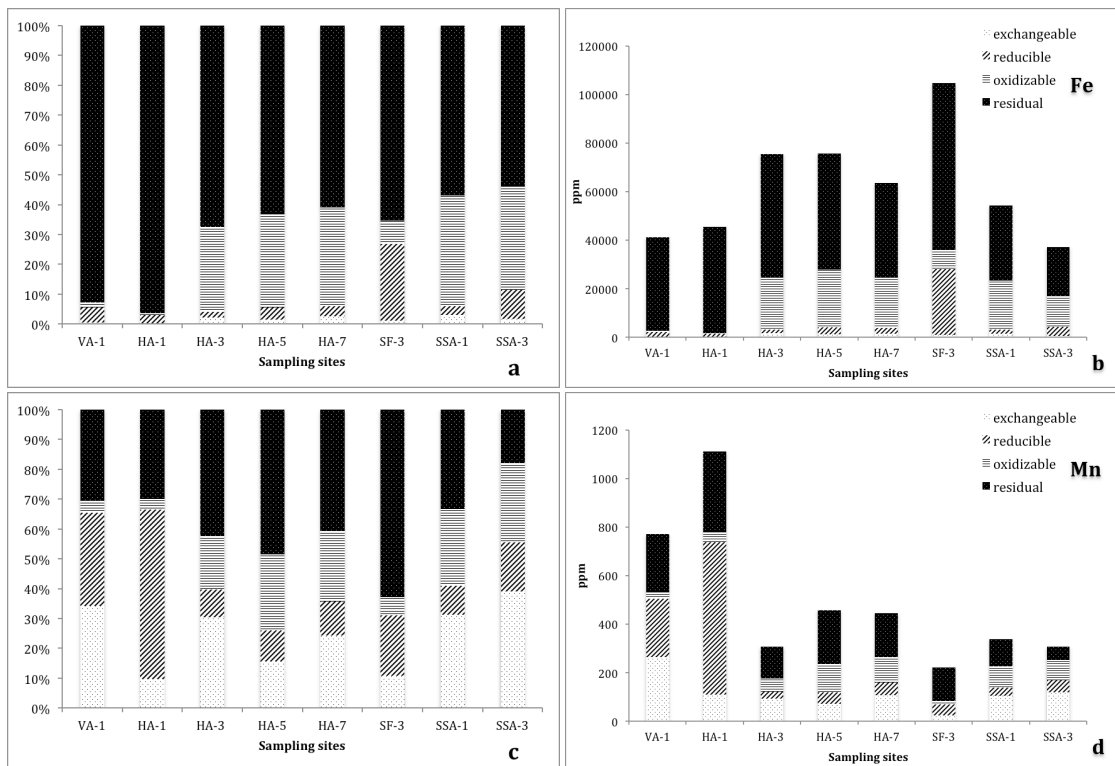 100%
90%
80%
70%
60%
50%
40%
30%
20%
10%
0%
VA-1 HA-1 HA-3 HA-5 HA-7 SF-3 SSA-1 SSA-3
Sampling sites
a
120000
100000
80000
60000
40000
20000
0
ppm
excheable
reducible
oxidizable
residual
Fe
VA-1 HA-1 HA-3 HA-5 HA-7 SF-3 SSA-1 SSA-3
Sampling sites
b
100%
90%
80%
70%
60%
50%
40%
30%
20%
10%
0%
VA-1 HA-1 HA-3 HA-5 HA-7 SF-3 SSA-1 SSA-3
Sampling sites
c
1200
1000
800
600
400
200
0
ppm
exchangeable
reducible
oxidizable
residual
Mn
VA-1 HA-1 HA-3 HA-5 HA-7 SF-3 SSA-1 SSA-3
Sampling sites
d